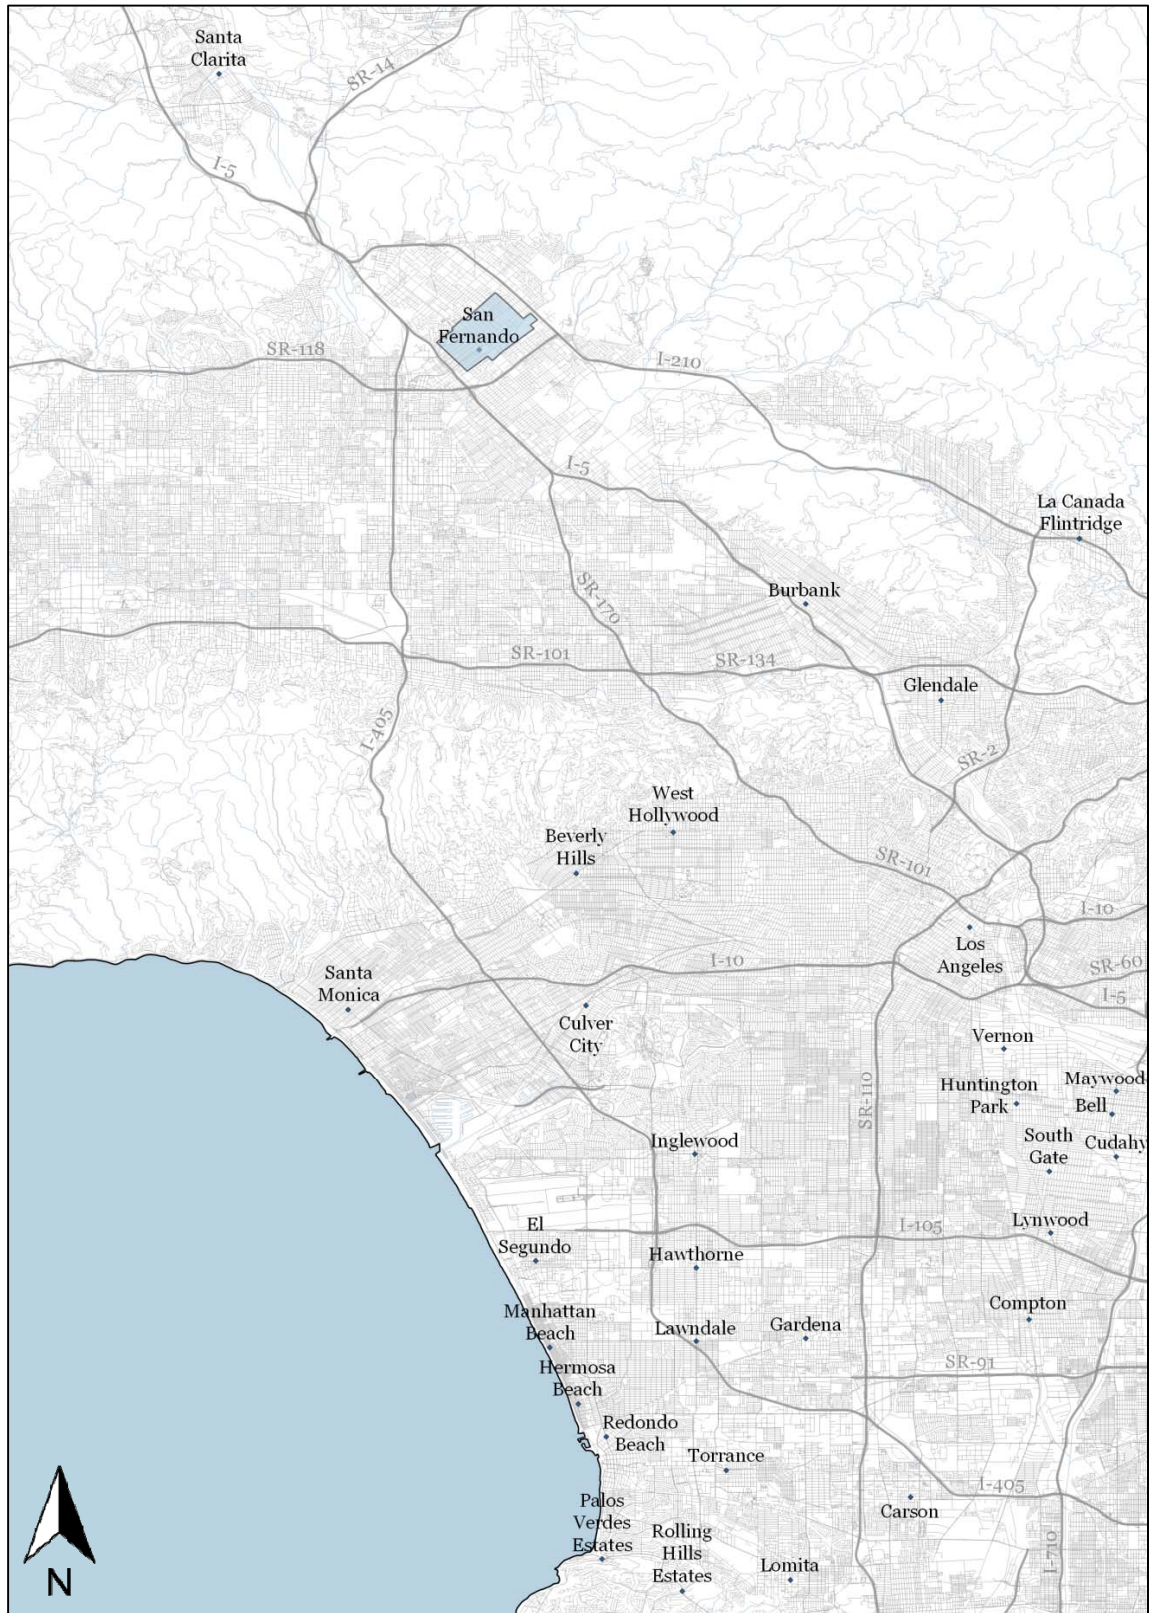 Santa
Clarita
SR-14
I-5
San
Fernando
SR-118
I-210
I-5
La Canada
Flintridge
SR-170
Burbank
SR-101
SR-134
Glendale
I-405
SR-2
West
Hollywood
Beverly
Hills
SR-101
I-10
Los
Angeles
I-10
SR-60
Santa
Monica
I-5
Culver
City
Vernon
Maywood
Huntington
Park
Bell
SR-110
South
Gate
Cudahy
Inglewood
El
Segundo
I-105
Lynwood
Hawthorne
Manhattan
Beach
Compton
Lawndale
Gardena
SR-91
Hermosa
Beach
Redondo
Beach
Torrance
I-405
Carson
Palos
Verdes
Estates
Rolling
Hills
Estates
Lomita
I-710
N